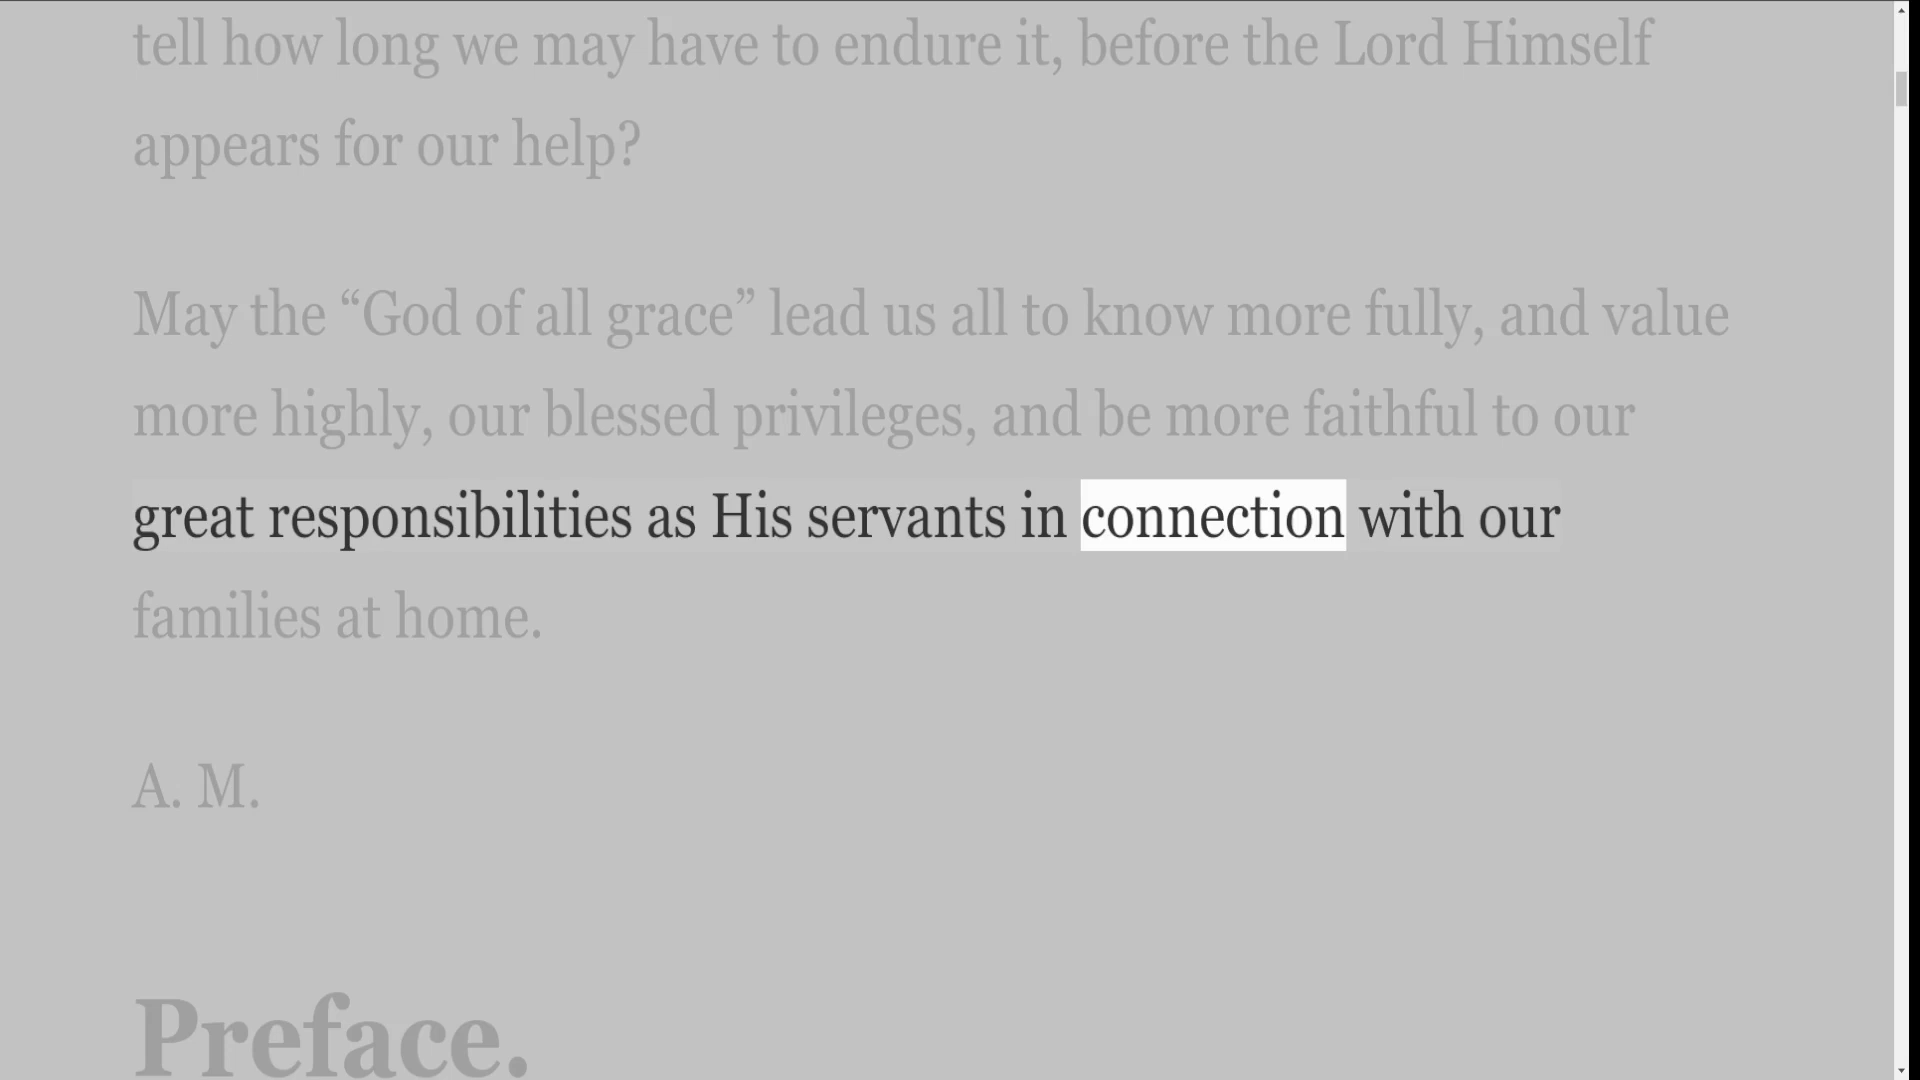 tell how long we may have to endure it, before the Lord Himself
appears for our help?
May the “God of all grace” lead us all to know more fully, and value
more highly, our blessed privileges, and be more faithful to our
great responsibilities as His servants in connection with our
families at home.
A. M.
Preface.